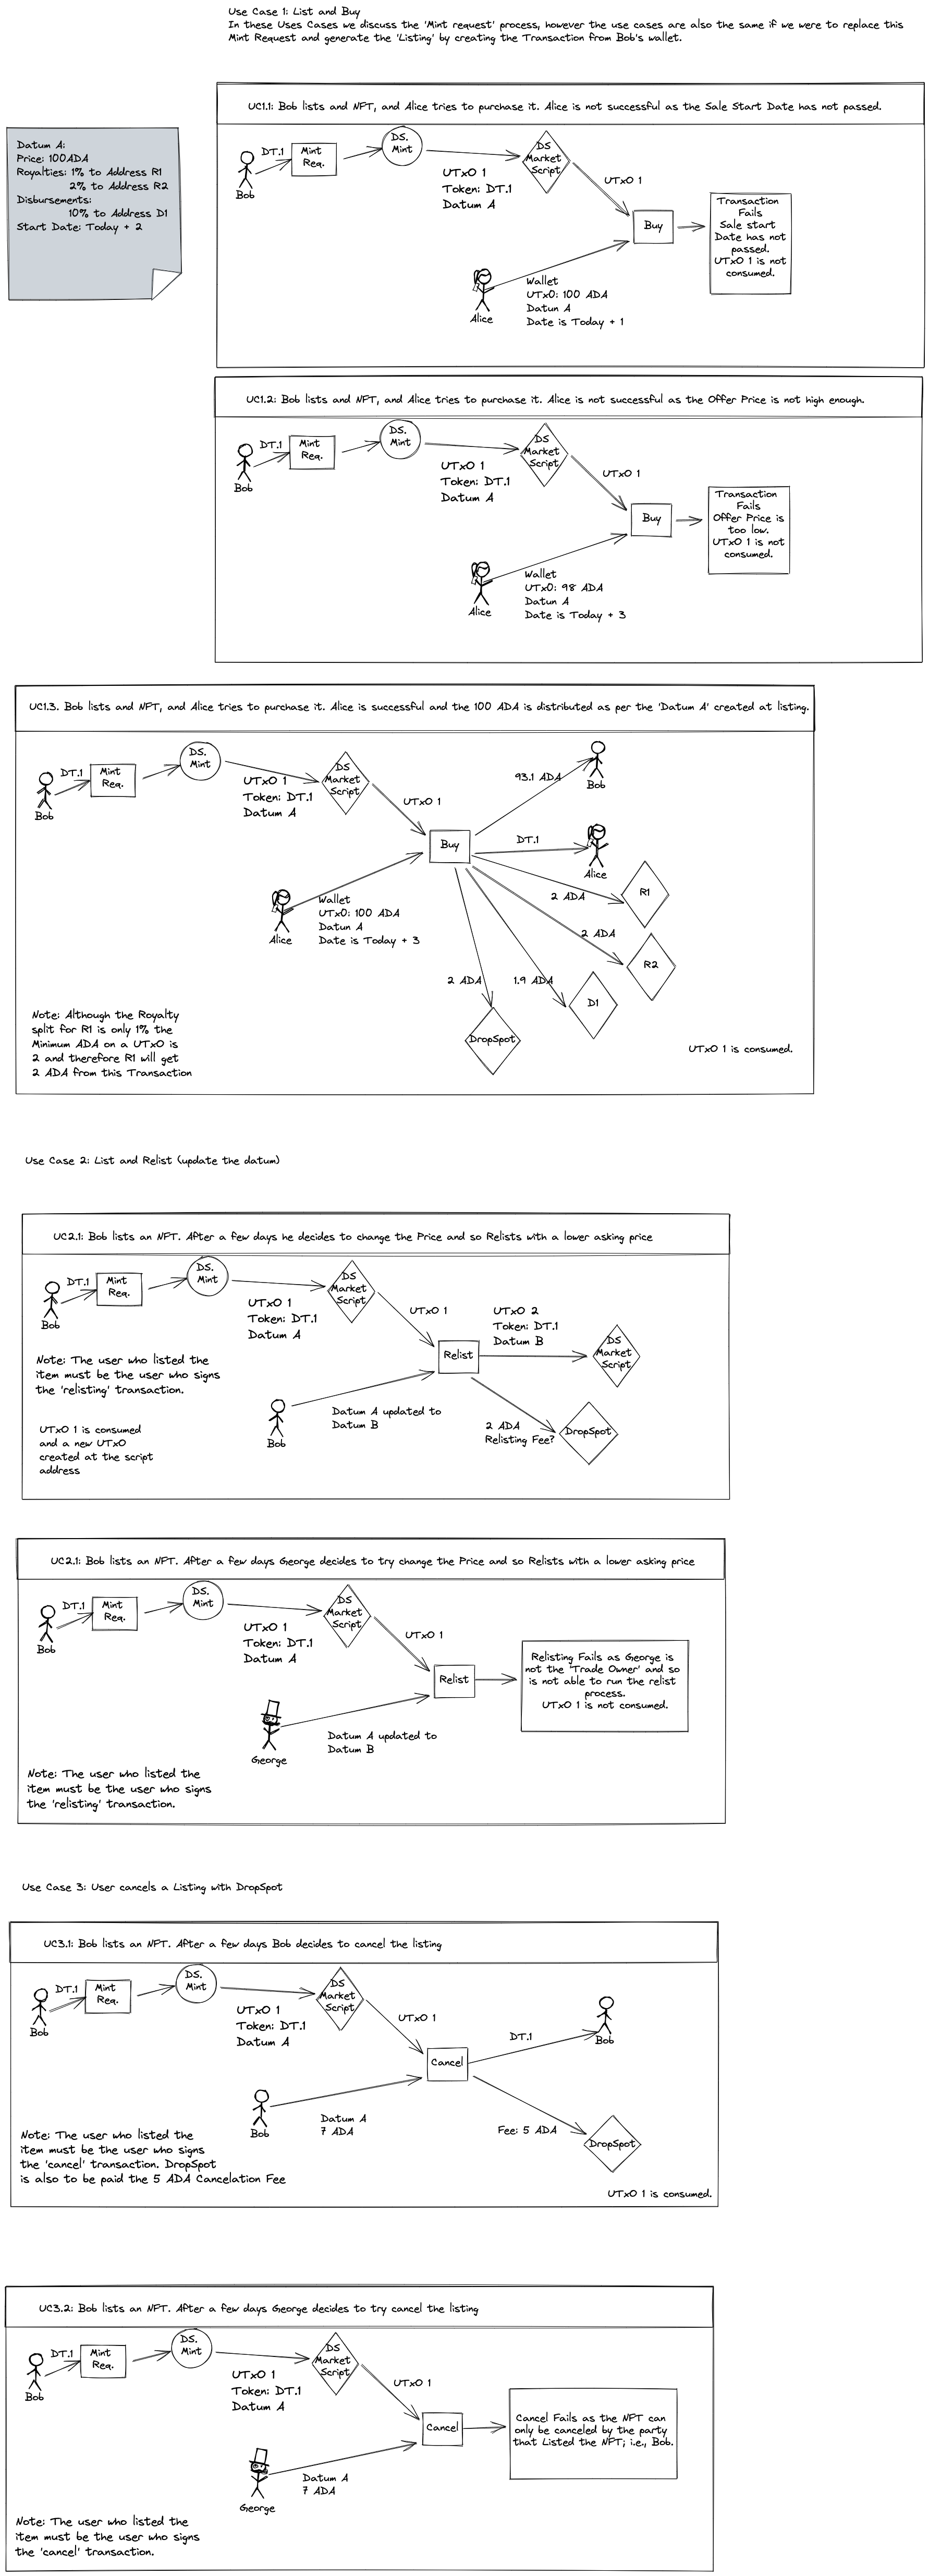 Use Case 1: List and Buy
In these Uses Cases we discuss the 'Mint request' process, however the use cases are also the same if we were to replace this
Mint Request and generate the 'Listing' by creating the Transaction from Bob's wallet.
Datum A:
Price: 100ADA
Royalties: 1% to Address R1
2% to Address R2
Disbursements:
10% to Address D1
Start Date: Today + 2
UC1.1: Bob lists and NFT, and Alice tries to purchase it. Alice is not successful as the Sale Start Date has not passed.
Bob
DT.1
Mint
Req.
DS.
Mint
UTxO 1
Token: DT.1
Datum A
DS
Market
Script
UTxO 1
Buy
Alice
Wallet
UTxO: 100 ADA
Datun A
Date is Today + 1
Transaction
Fails
Sale start
Date has not
passed.
UTxO 1 is not
consumed.
UC1.2: Bob lists and NFT, and Alice tries to purchase it. Alice is not successful as the Offer Price is not high enough.
Bob
DT.1
Mint
Req.
DS.
Mint
UTxO 1
Token: DT.1
Datum A
DS
Market
Script
UTxO 1
Buy
Alice
Wallet
UTxO: 98 ADA
Datun A
Date is Today + 3
Transaction
Fails
Offer Price is
too low.
UTxO 1 is not
consumed.
UC1.3. Bob lists and NFT, and Alice tries to purchase it. Alice is successful and the 100 ADA is distributed as per the 'Datum A' created at listing.
Bob
DT.1
Mint
Req.
DS.
Mint
UTxO 1
Token: DT.1
Datum A
DS
Market
Script
UTxO 1
Buy
Alice
Wallet
UTxO: 100 ADA
Datun A
Date is Today + 3
93.1 ADA
Bob
DT.1
Alice
2 ADA
R1
2 ADA
R2
1.9 ADA
D1
2 ADA
DropSpot
Note: Although the Royalty
split for R1 is only 1% the
Minimum ADA on a UTxO is
2 and therefore R1 will get
2 ADA from this Transaction
UTxO 1 is consumed.
Use Case 2: List and Relist (update the datum)
UC2.1: Bob lists an NFT. After a few days he decides to change the Price and so Relists with a lower asking price
Bob
DT.1
Mint
Req.
DS.
Mint
UTxO 1
Token: DT.1
Datum A
DS
Market
Script
UTxO 1
Relist
UTxO 2
Token: DT.1
Datum B
DS
Market
Script
Note: The user who listed the
item must be the user who signs
the 'relisting' transaction.
Bob
Datum A updated to
Datum B
2 ADA
Relisting Fee?
DropSpot
UTxO 1 is consumed
and a new UTxO
created at the script
address
UC2.1: Bob lists an NFT. After a few days George decides to try change the Price and so Relists with a lower asking price
Bob
DT.1
Mint
Req.
DS.
Mint
UTxO 1
Token: DT.1
Datum A
DS
Market
Script
UTxO 1
Relist
Relisting Fails as George is
not the 'Trade Owner' and so
is not able to run the relist
process.
UTxO 1 is not consumed.
George
Datum A updated to
Datum B
Note: The user who listed the
item must be the user who signs
the 'relisting' transaction.
Use Case 3: User cancels a Listing with DropSpot
UC3.1: Bob lists an NFT. After a few days Bob decides to cancel the listing
Bob
DT.1
Mint
Req.
DS.
Mint
UTxO 1
Token: DT.1
Datum A
DS
Market
Script
UTxO 1
Cancel
DT.1
Bob
Bob
Datum A
7 ADA
Fee: 5 ADA
DropSpot
Note: The user who listed the
item must be the user who signs
the 'cancel' transaction. DropSpot
is also to be paid the 5 ADA Cancelation Fee
UTxO 1 is consumed.
UC3.2: Bob lists an NFT. After a few days George decides to try cancel the listing
Bob
DT.1
Mint
Req.
DS.
Mint
UTxO 1
Token: DT.1
Datum A
DS
Market
Script
UTxO 1
Cancel
Cancel Fails as the NFT can
only be canceled by the party
that Listed the NFT; i.e., Bob.
George
Datum A
7 ADA
Note: The user who listed the
item must be the user who signs
the 'cancel' transaction.